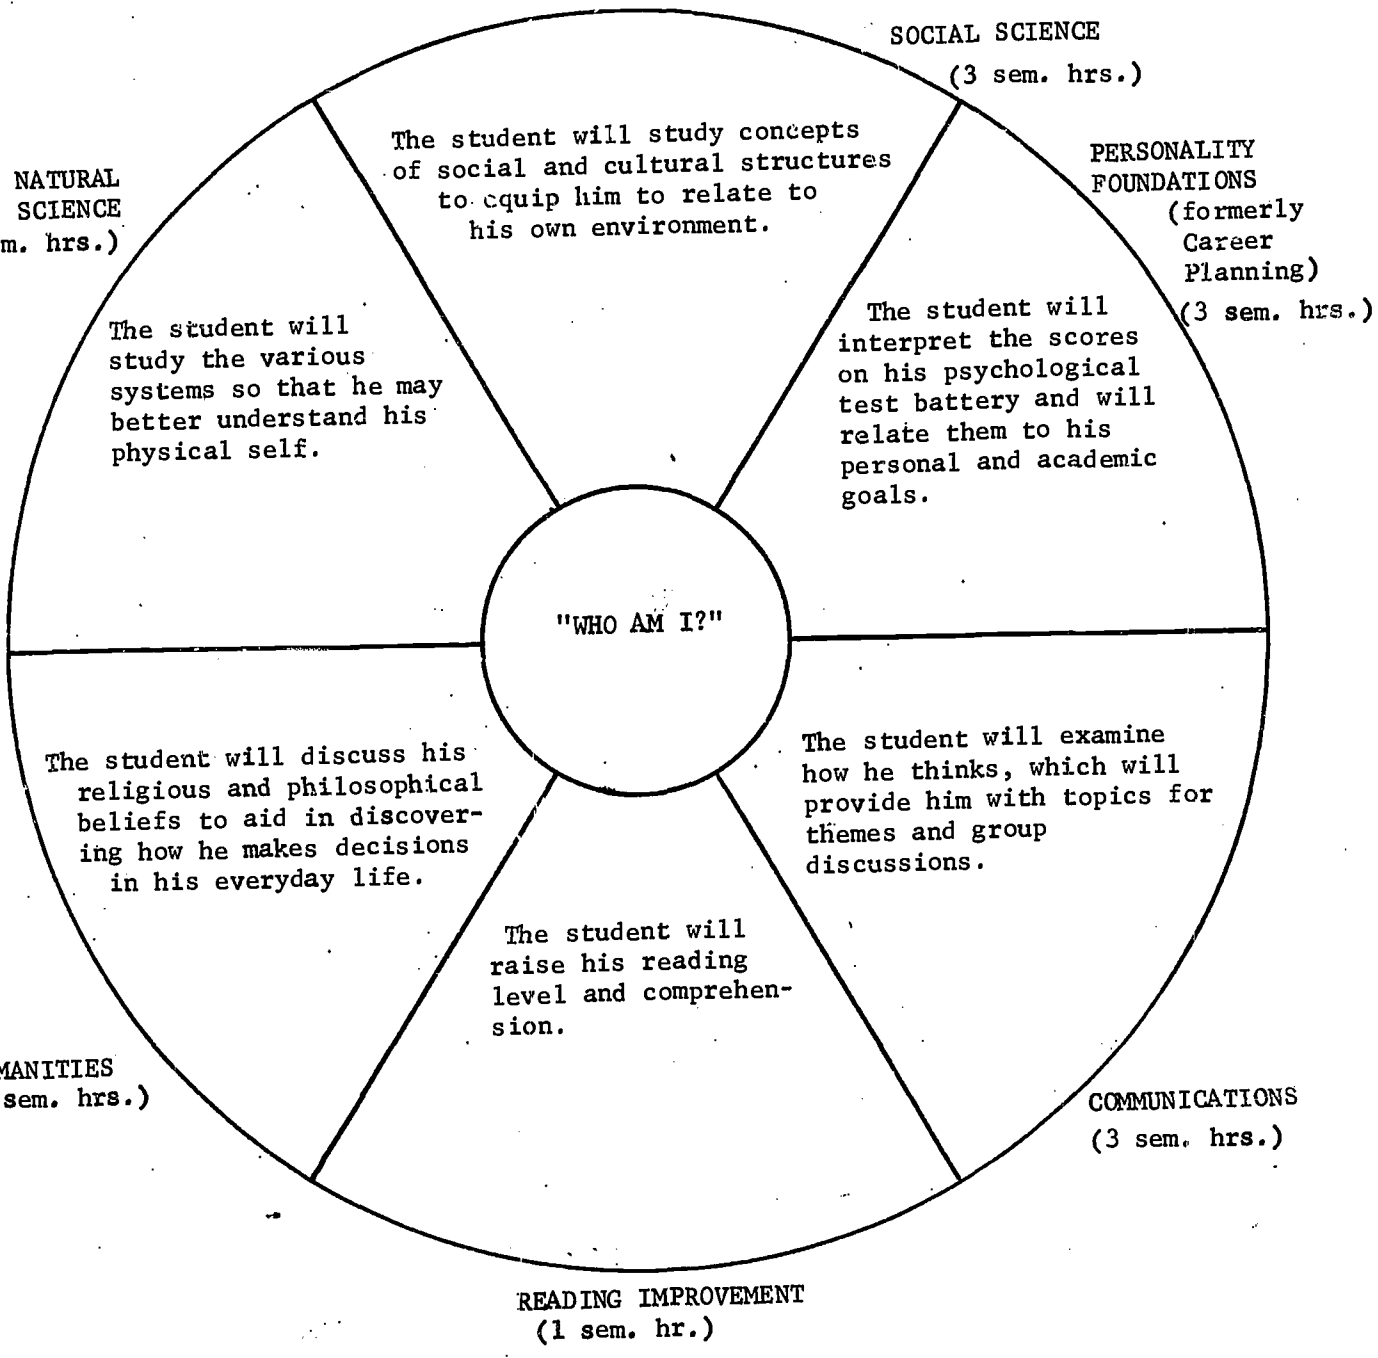 SOCIAL SCIENCE
(3 sem. hrs.)
The student will study concepts
of social and cultural structures
to equip him to relate to
his own environment.
PERSONALITY
FOUNDATIONS
(formerly
Career
Planning)
(3 sem. hrs.)
The student will
interpret the scores
on his psychological
test battery and will
relate them to his
personal and academic
goals.
NATURAL
SCIENCE
m. hrs.)
The student will
study the various
systems so that he may
better understand his
physical self.
"WHO AM I?"
The student will discuss his
religious and philosophical
beliefs to aid in discover-
ing how he makes decisions
in his everyday life.
MANITIES
sem. hrs.)
The student will examine
how he thinks, which will
provide him with topics for
themes and group
discussions.
COMMUNICATIONS
(3 sem. hrs.)
The student will
raise his reading
level and comprehen-
sion.
READING IMPROVEMENT
(1 sem. hr.)